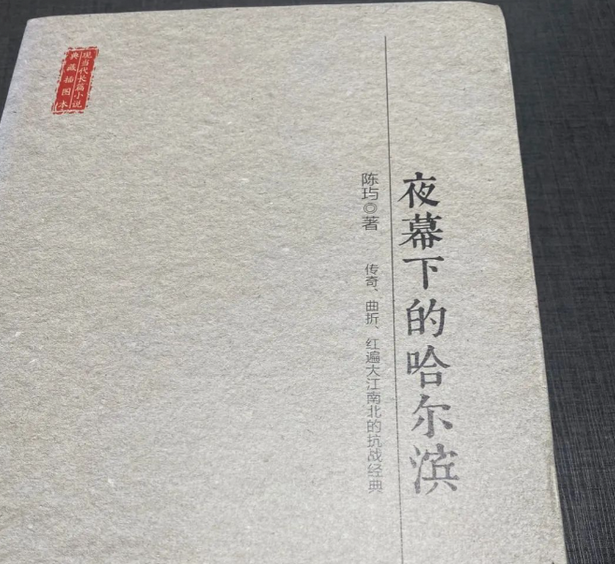 夜幕下的哈尔滨
陈玙◎著
传奇、曲折、红遍大江南北的抗战经典
现当代长篇小说
典藏插图本